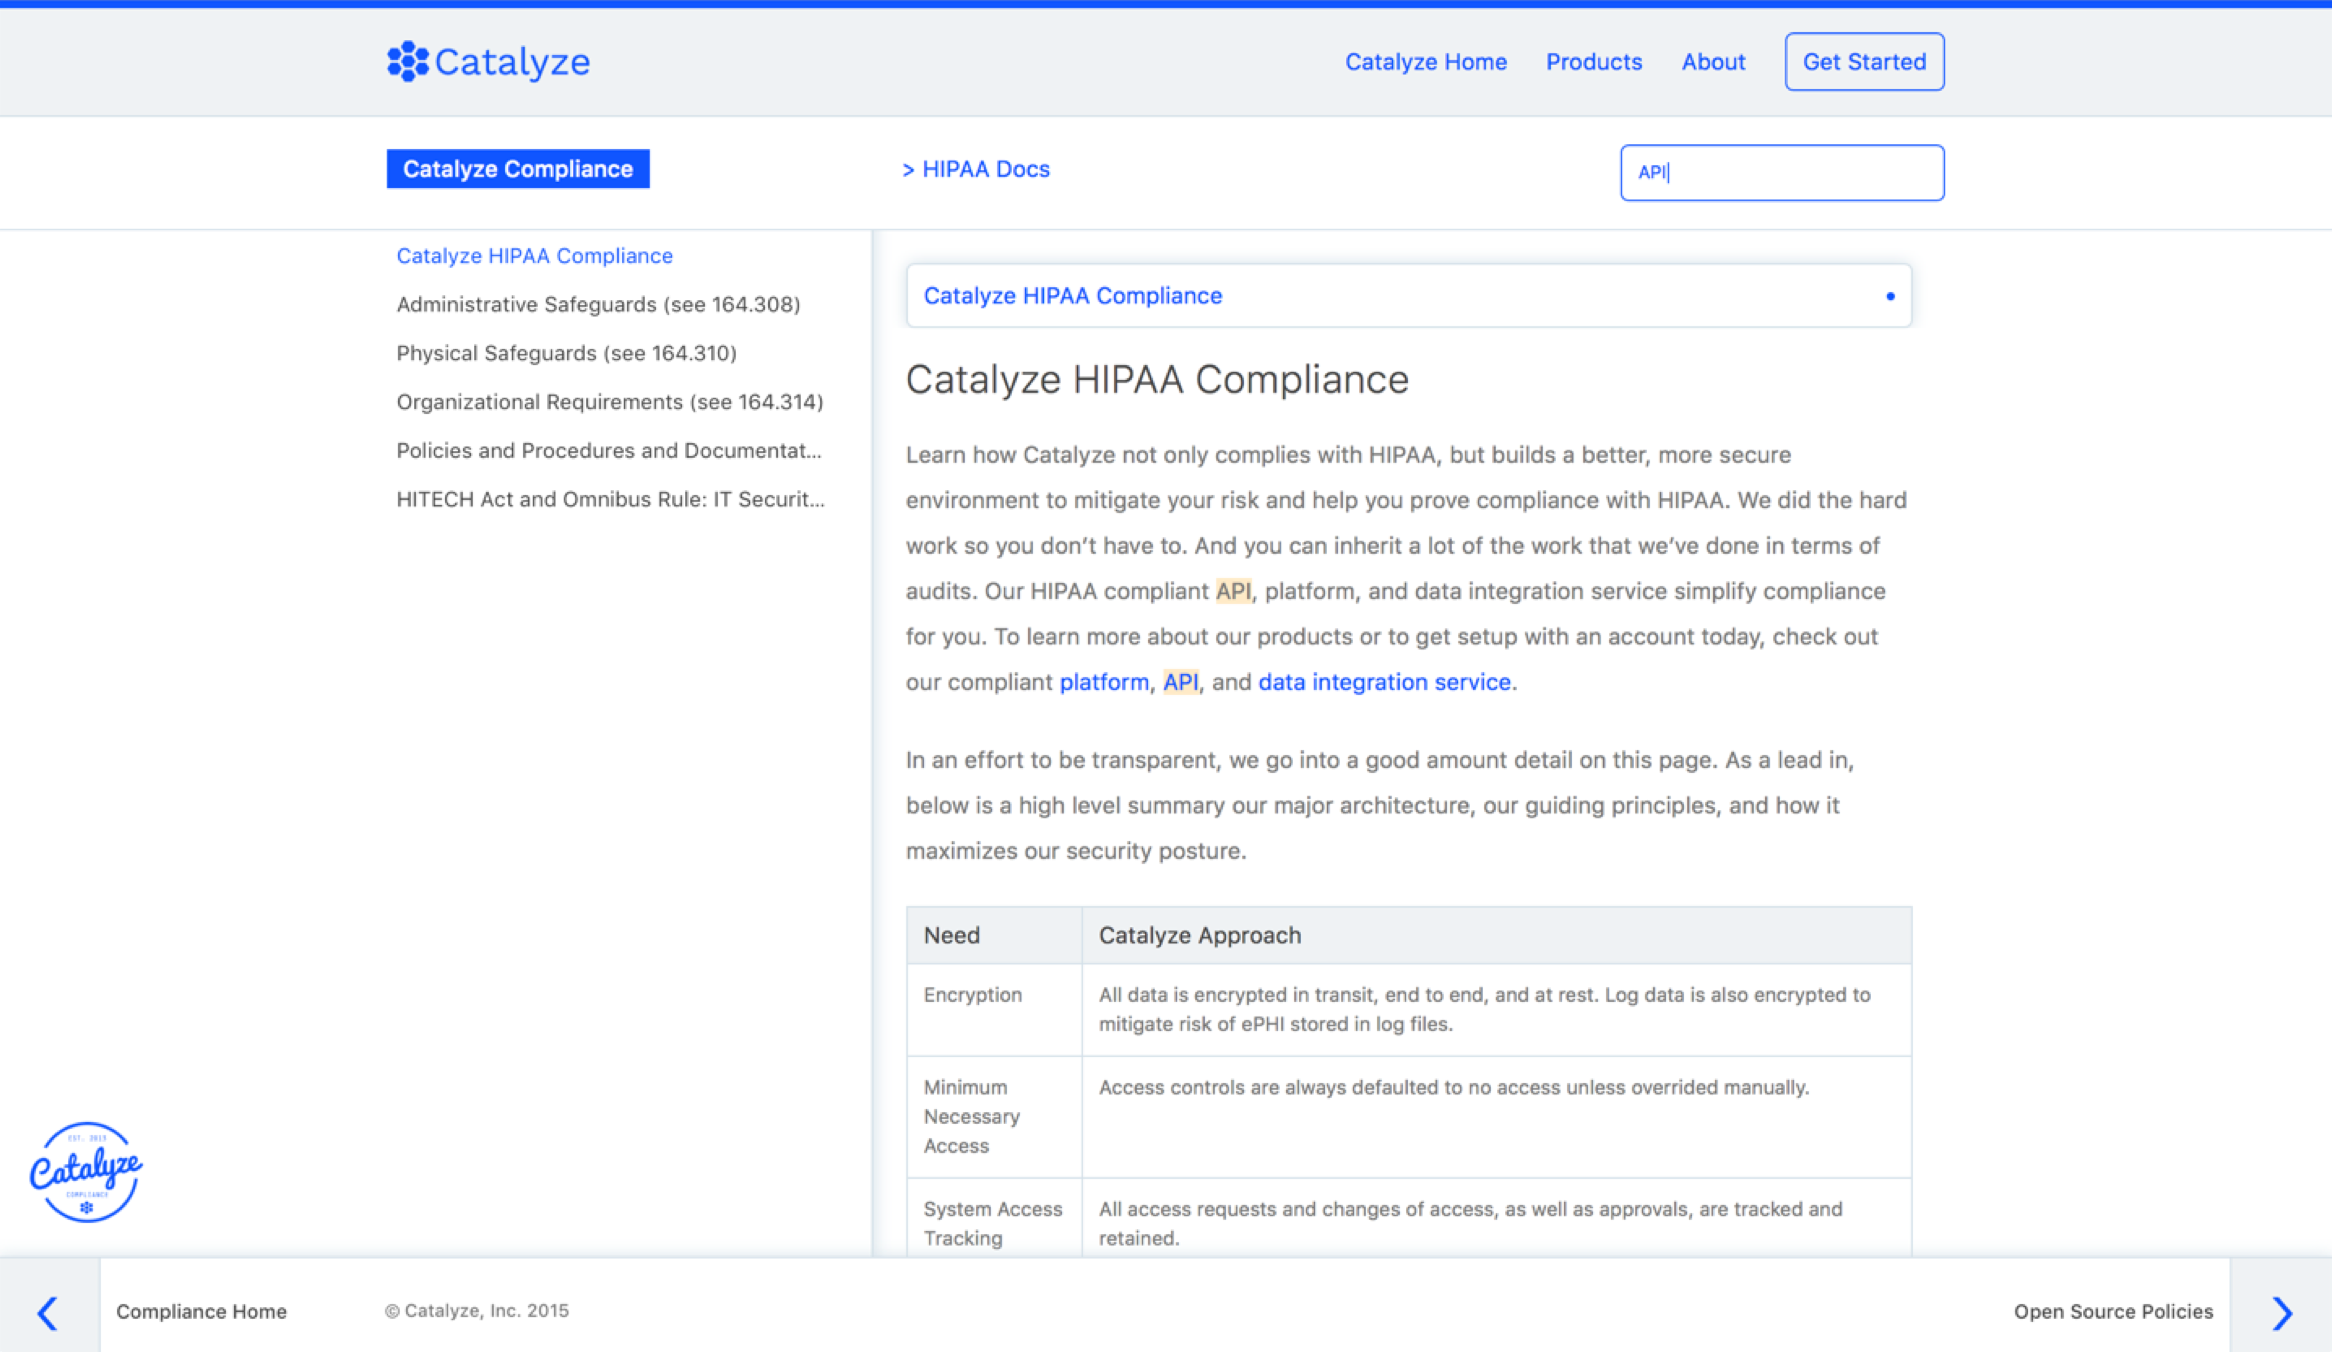 Catalyze
Catalyze Home
Products
About
Get Started
Catalyze Compliance
> HIPAA Docs
API
Catalyze HIPAA Compliance
Administrative Safeguards (see 164.308)
Physical Safeguards (see 164.310)
Organizational Requirements (see 164.314)
Policies and Procedures and Documentat...
HITECH Act and Omnibus Rule: IT Securit...
Catalyze HIPAA Compliance
Catalyze HIPAA Compliance
Learn how Catalyze not only complies with HIPAA, but builds a better, more secure
environment to mitigate your risk and help you prove compliance with HIPAA. We did the hard
work so you don’t have to. And you can inherit a lot of the work that we’ve done in terms of
audits. Our HIPAA compliant API, platform, and data integration service simplify compliance
for you. To learn more about our products or to get setup with an account today, check out
our compliant platform, API, and data integration service.
In an effort to be transparent, we go into a good amount detail on this page. As a lead in,
below is a high level summary our major architecture, our guiding principles, and how it
maximizes our security posture.
Need
Catalyze Approach
Encryption
All data is encrypted in transit, end to end, and at rest. Log data is also encrypted to
mitigate risk of ePHI stored in log files.
Minimum
Necessary
Access
Access controls are always defaulted to no access unless overrided manually.
System Access
Tracking
All access requests and changes of access, as well as approvals, are tracked and
retained.
EST. 2013
Catalyze
COMPLIANCE
Compliance Home
© Catalyze, Inc. 2015
Open Source Policies